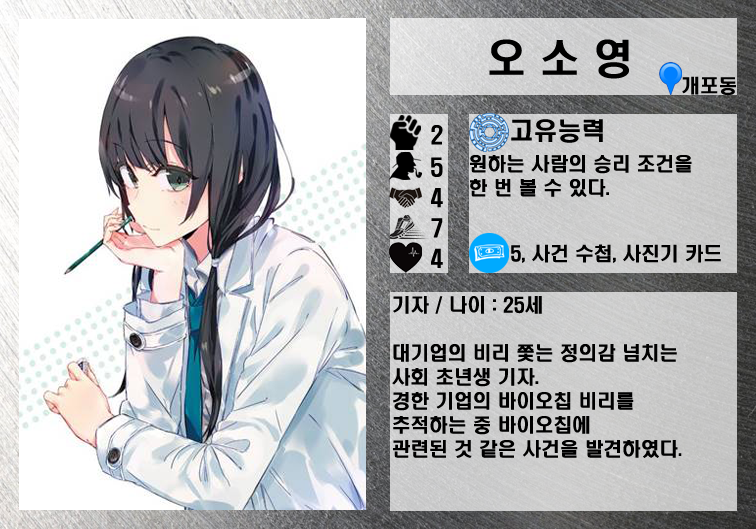 오 소 영
개포동
2
5
4
7
4
고유능력
원하는 사람의 승리 조건을
한 번 볼 수 있다.
5, 사건 수첩, 사진기 카드
기자 / 나이 : 25세
대기업의 비리 쫓는 정의감 넘치는
사회 초년생 기자.
경한 기업의 바이오칩 비리를
추적하는 중 바이오칩에
관련된 것 같은 사건을 발견하였다.